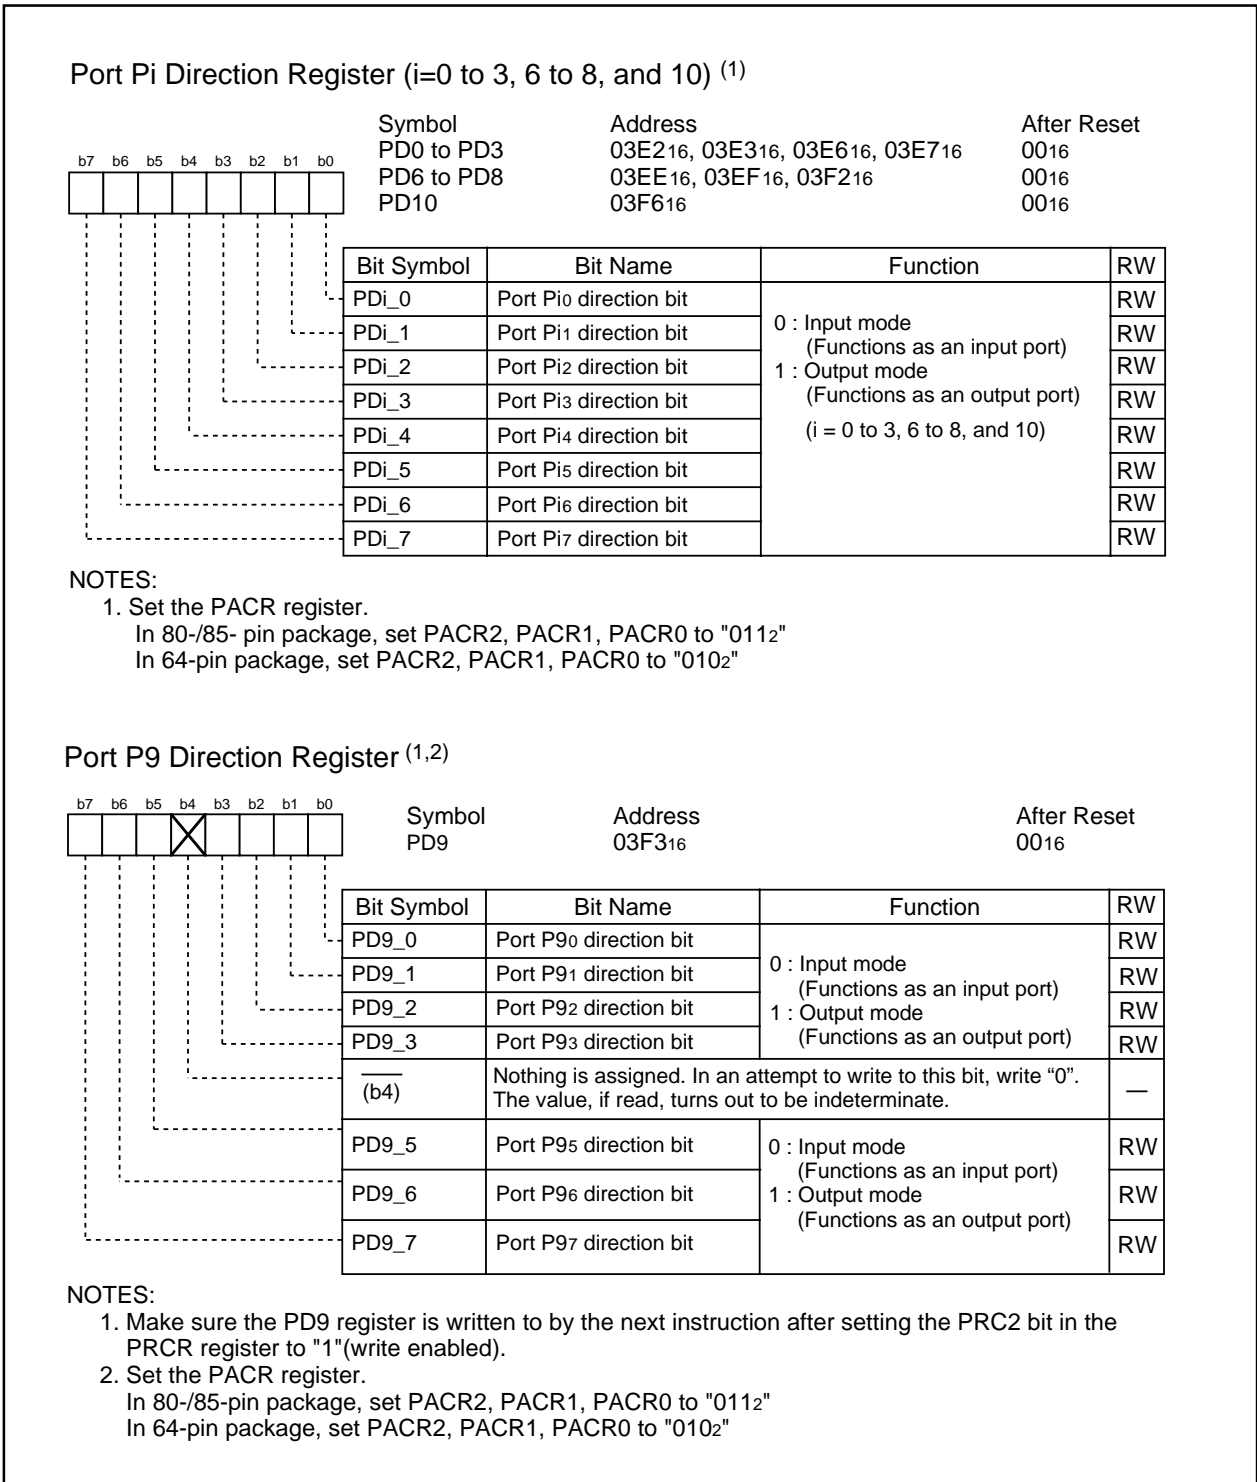 Port Pi Direction Register (i=0 to 3, 6 to 8, and 10) (1)
Symbol Address After Reset
PD0 to PD3 03E216, 03E316, 03E616, 03E716 0016
PD6 to PD8 03EE16, 03EF16, 03F216 0016
PD10 03F616 0016
b7 b6 b5 b4 b3 b2 b1 b0
Bit Symbol Bit Name Function RW
PDi_0 Port Pi0 direction bit RW
PDi_1 Port Pi1 direction bit RW
PDi_2 Port Pi2 direction bit RW
PDi_3 Port Pi3 direction bit RW
PDi_4 Port Pi4 direction bit RW
PDi_5 Port Pi5 direction bit RW
PDi_6 Port Pi6 direction bit RW
PDi_7 Port Pi7 direction bit RW
0 : Input mode
(Functions as an input port)
1 : Output mode
(Functions as an output port)
(i = 0 to 3, 6 to 8, and 10)
NOTES:
1. Set the PACR register.
In 80-/85- pin package, set PACR2, PACR1, PACR0 to "0112"
In 64-pin package, set PACR2, PACR1, PACR0 to "0102"
Port P9 Direction Register (1,2)
b7 b6 b5 b4 b3 b2 b1 b0
Symbol Address After Reset
PD9 03F316 0016
Bit Symbol Bit Name Function RW
PD9_0 Port P90 direction bit RW
PD9_1 Port P91 direction bit RW
PD9_2 Port P92 direction bit RW
PD9_3 Port P93 direction bit RW
0 : Input mode
(Functions as an input port)
1 : Output mode
(Functions as an output port)
(b4) Nothing is assigned. In an attempt to write to this bit, write “0”. —
The value, if read, turns out to be indeterminate.
PD9_5 Port P95 direction bit RW
PD9_6 Port P96 direction bit RW
PD9_7 Port P97 direction bit RW
0 : Input mode
(Functions as an input port)
1 : Output mode
(Functions as an output port)
NOTES:
1. Make sure the PD9 register is written to by the next instruction after setting the PRC2 bit in the
PRCR register to "1"(write enabled).
2. Set the PACR register.
In 80-/85-pin package, set PACR2, PACR1, PACR0 to "0112"
In 64-pin package, set PACR2, PACR1, PACR0 to "0102"